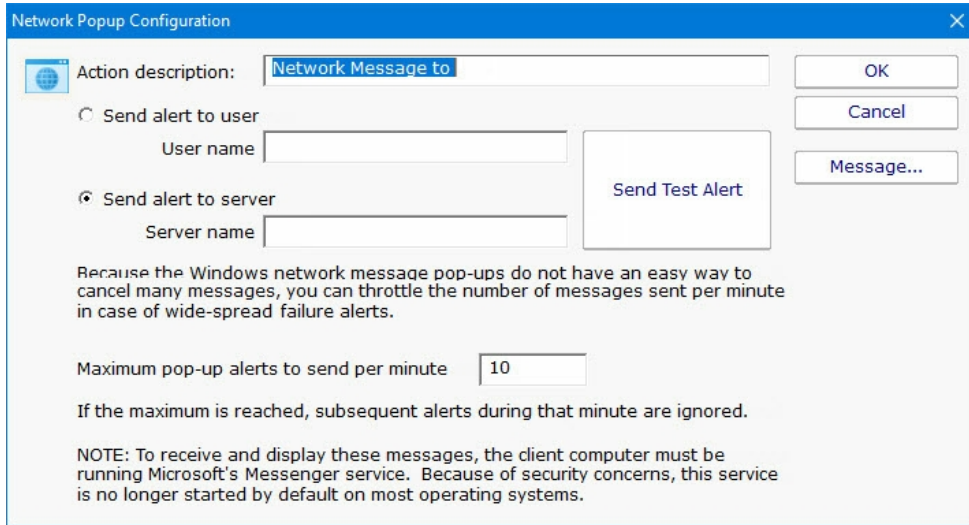 Network Popup Configuration
Action description: Network Message to
OK
Send alert to user
Cancel
User name
Message...
Send Test Alert
Send alert to server
Server name
Because the Windows network message pop-ups do not have an easy way to
cancel many messages, you can throttle the number of messages sent per minute
in case of wide-spread failure alerts.
Maximum pop-up alerts to send per minute 10
If the maximum is reached, subsequent alerts during that minute are ignored.
NOTE: To receive and display these messages, the client computer must be
running Microsoft's Messenger service. Because of security concerns, this service
is no longer started by default on most operating systems.